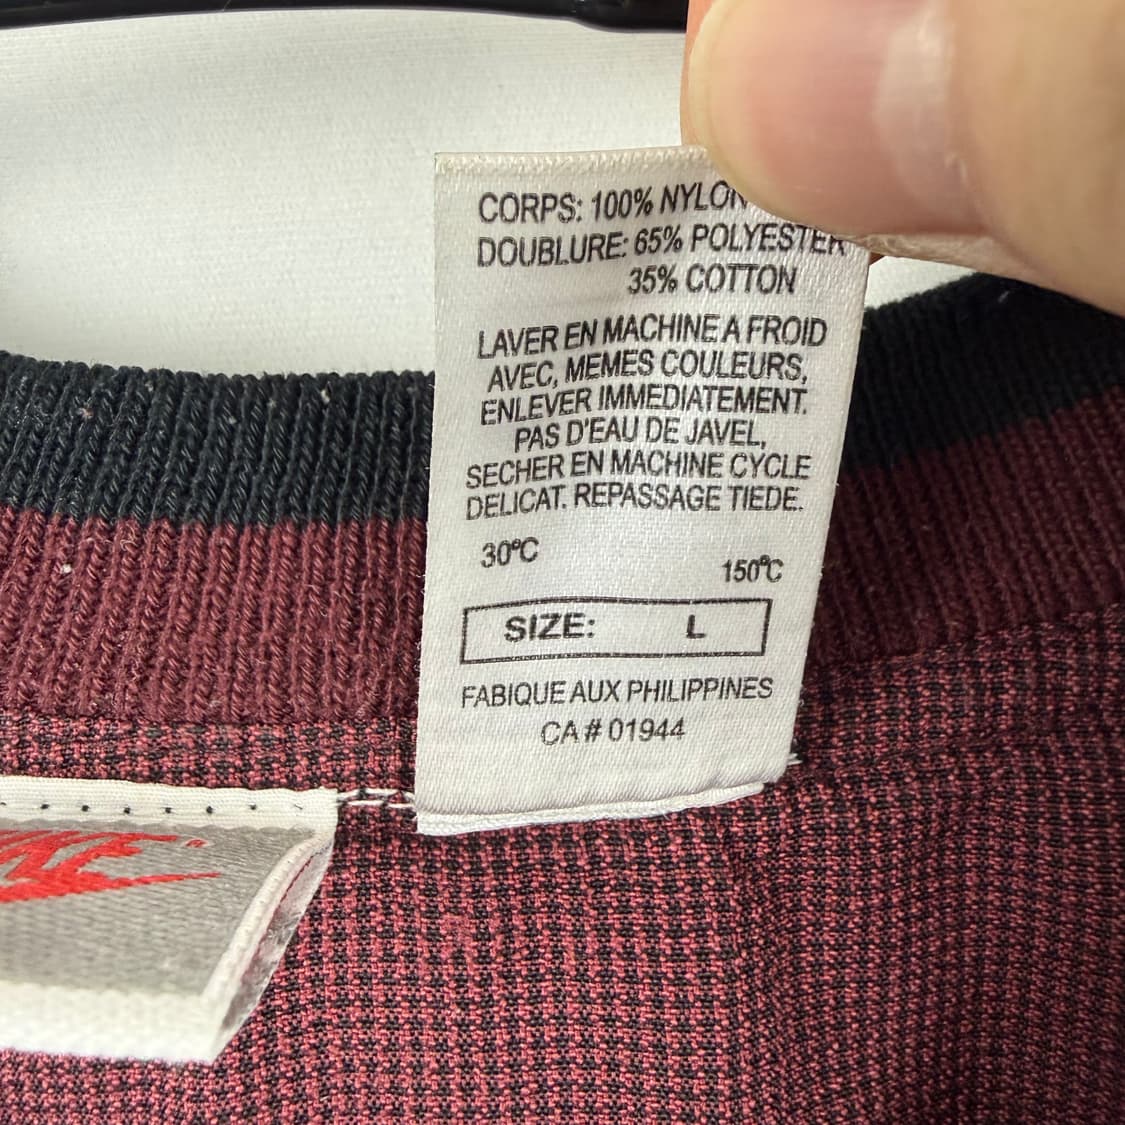 CORPS: 100% NYLON
DOUBLURE: 65% POLYESTER
35% COTTON
LAVER EN MACHINE A FROID
AVEC, MEMES COULEURS,
ENLEVER IMMEDIATEMENT.
PAS D'EAU DE JAVEL,
SECHER EN MACHINE CYCLE
DELICAT. REPASSAGE TIEDE.
30°C
150°C
SIZE: L
FABIQUE AUX PHILIPPINES
CA # 01944